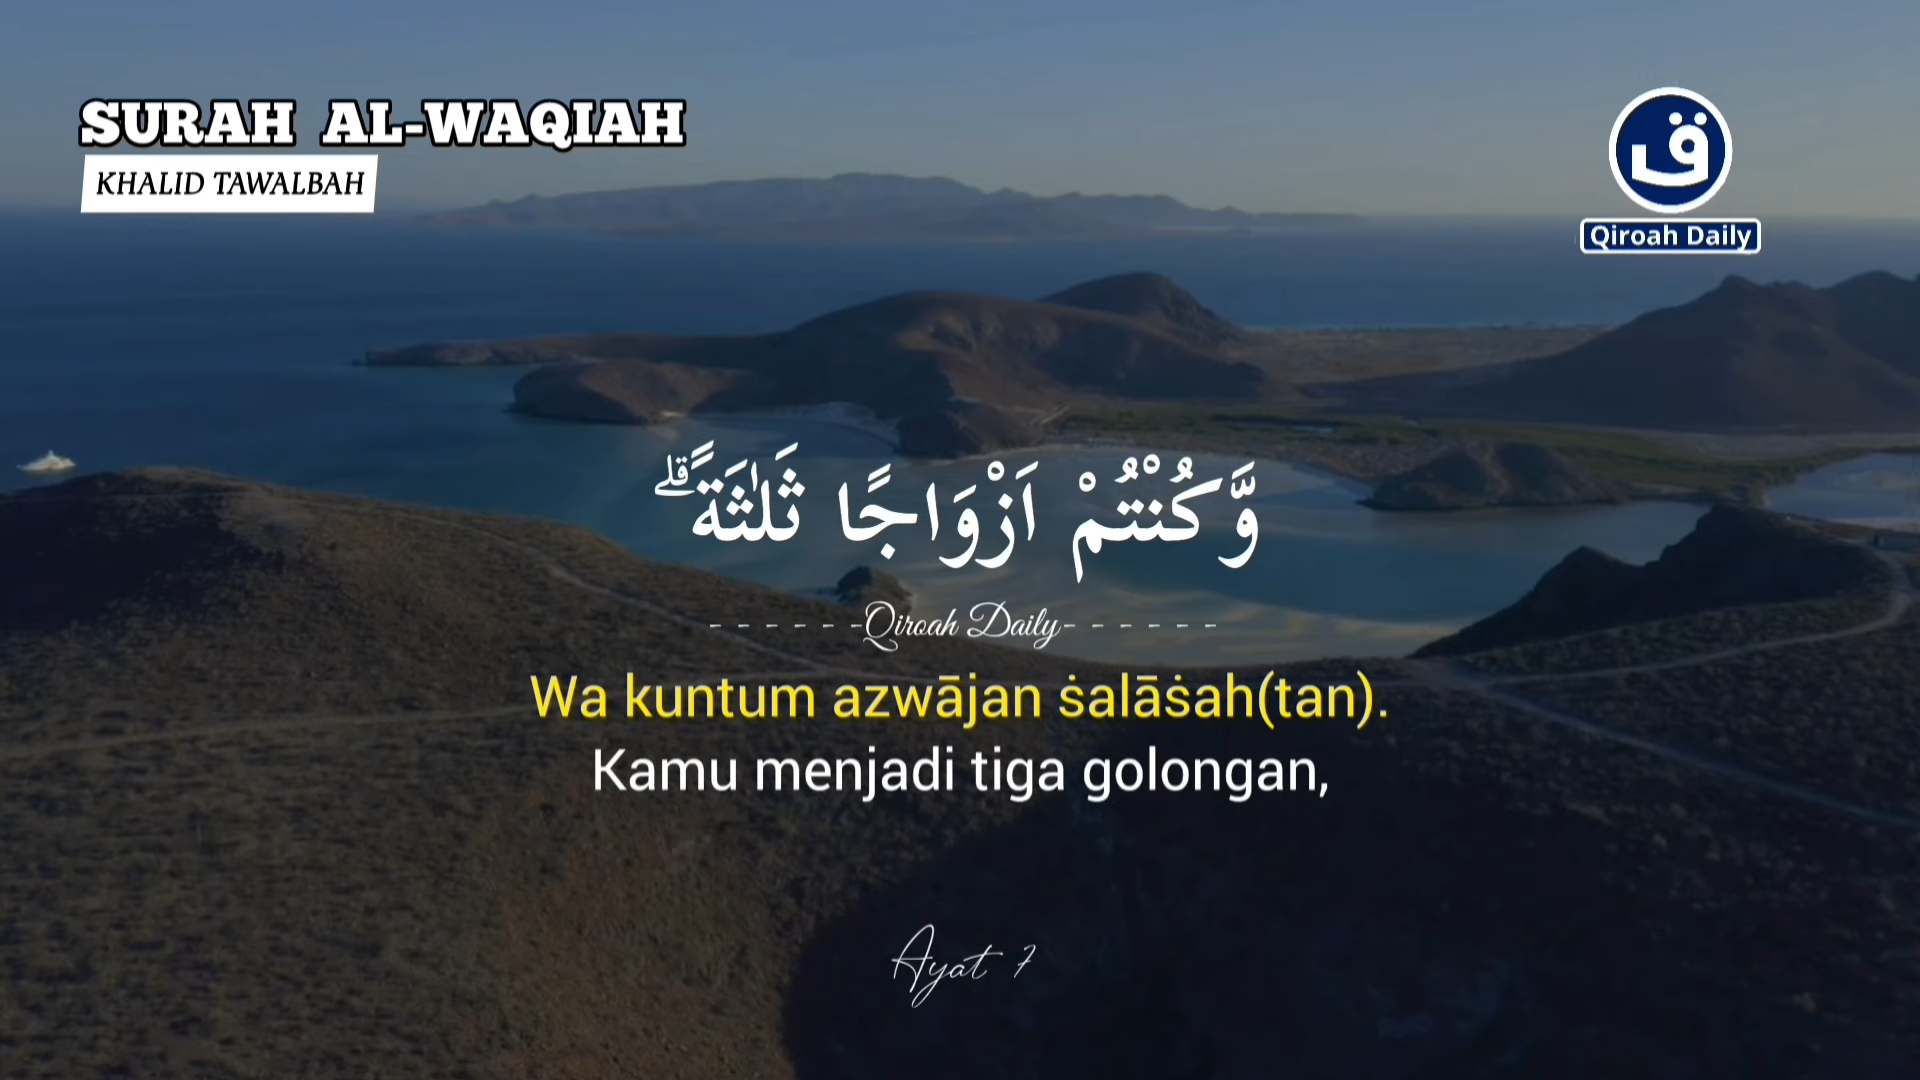 SURAH AL-WAQIAH
KHALID TAWALBAH
ق
Qiroah Daily
وَّكُنْتُمْ اَزْوَاجًا ثَلٰثَةً ۗ
------Qiroah Daily------
Wa kuntum azwājan ṡalāṡah(tan).
Kamu menjadi tiga golongan,
Ayat 7